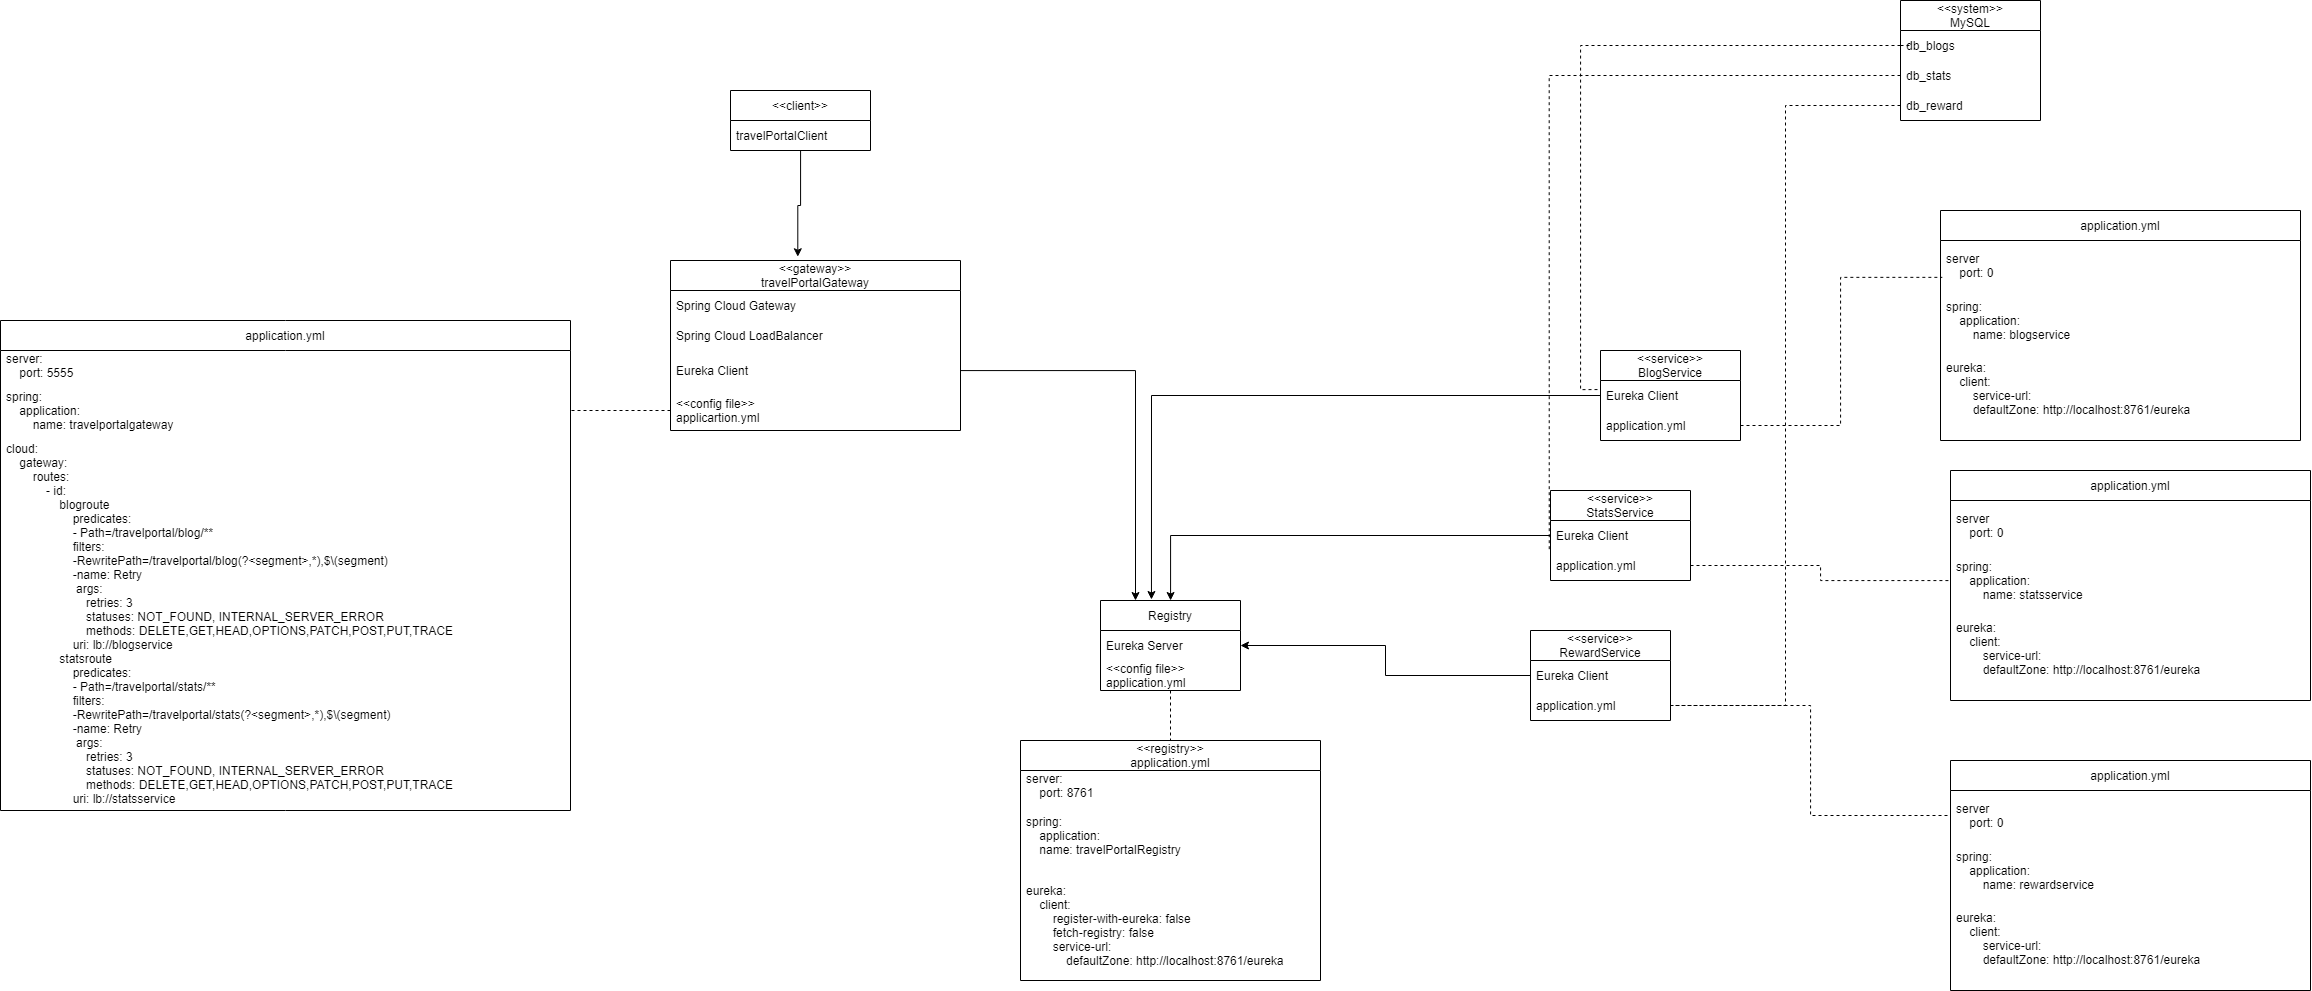 <<system>>
MySQL
db_blogs
db_stats
db_reward
<<client>>
travelPortalClient
<<gateway>>
travelPortalGateway
Spring Cloud Gateway
Spring Cloud LoadBalancer
Eureka Client
<<config file>>
applicartion.yml
application.yml
server:
port: 5555
spring:
application:
name: travelportalgateway
cloud:
gateway:
routes:
- id:
blogroute
predicates:
- Path=/travelportal/blog/**
filters:
-RewritePath=/travelportal/blog(?<segment>,*),$\(segment)
-name: Retry
args:
retries: 3
statuses: NOT_FOUND, INTERNAL_SERVER_ERROR
methods: DELETE,GET,HEAD,OPTIONS,PATCH,POST,PUT,TRACE
uri: lb://blogservice
statsroute
predicates:
- Path=/travelportal/stats/**
filters:
-RewritePath=/travelportal/stats(?<segment>,*),$\(segment)
-name: Retry
args:
retries: 3
statuses: NOT_FOUND, INTERNAL_SERVER_ERROR
methods: DELETE,GET,HEAD,OPTIONS,PATCH,POST,PUT,TRACE
uri: lb://statsservice
Registry
Eureka Server
<<config file>>
application.yml
<<registry>>
application.yml
server:
port: 8761
spring:
application:
name: travelPortalRegistry
eureka:
client:
register-with-eureka: false
fetch-registry: false
service-url:
defaultZone: http://localhost:8761/eureka
<<service>>
BlogService
Eureka Client
application.yml
<<service>>
StatsService
Eureka Client
application.yml
<<service>>
RewardService
Eureka Client
application.yml
application.yml
server
port: 0
spring:
application:
name: blogservice
eureka:
client:
service-url:
defaultZone: http://localhost:8761/eureka
application.yml
server
port: 0
spring:
application:
name: statsservice
eureka:
client:
service-url:
defaultZone: http://localhost:8761/eureka
application.yml
server
port: 0
spring:
application:
name: rewardservice
eureka:
client:
service-url:
defaultZone: http://localhost:8761/eureka